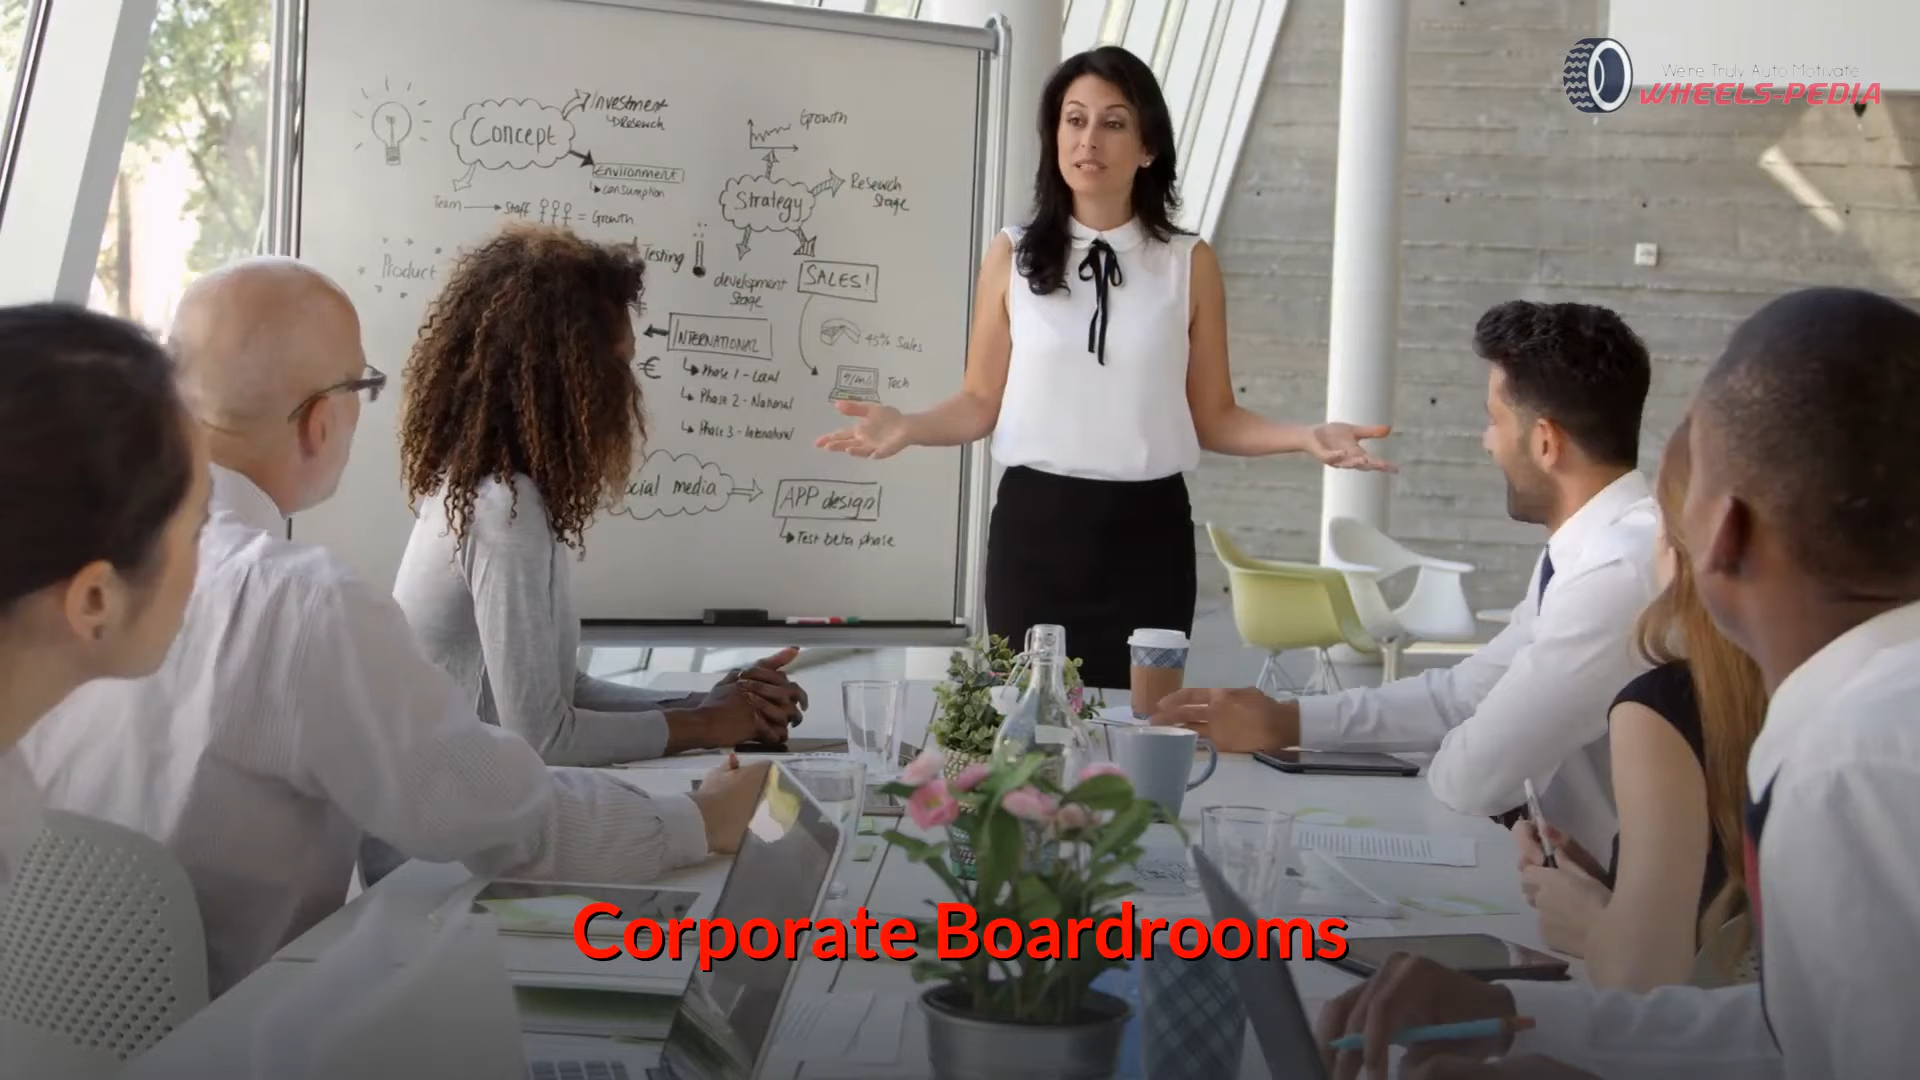 We're Truly Auto Motivate
WHEELS-PEDIA
Concept
Investment
Research
Environment
consumption
Team
Staff
= Growth
Product
Testing
Growth
Strategy
Research
Stage
development
Stage
SALES!
45% Sales
Tech
INTERNATIONAL
€
Phase 1 - Local
Phase 2 - National
Phase 3 - International
ocial media
APP design
Test beta phase
Corporate Boardrooms